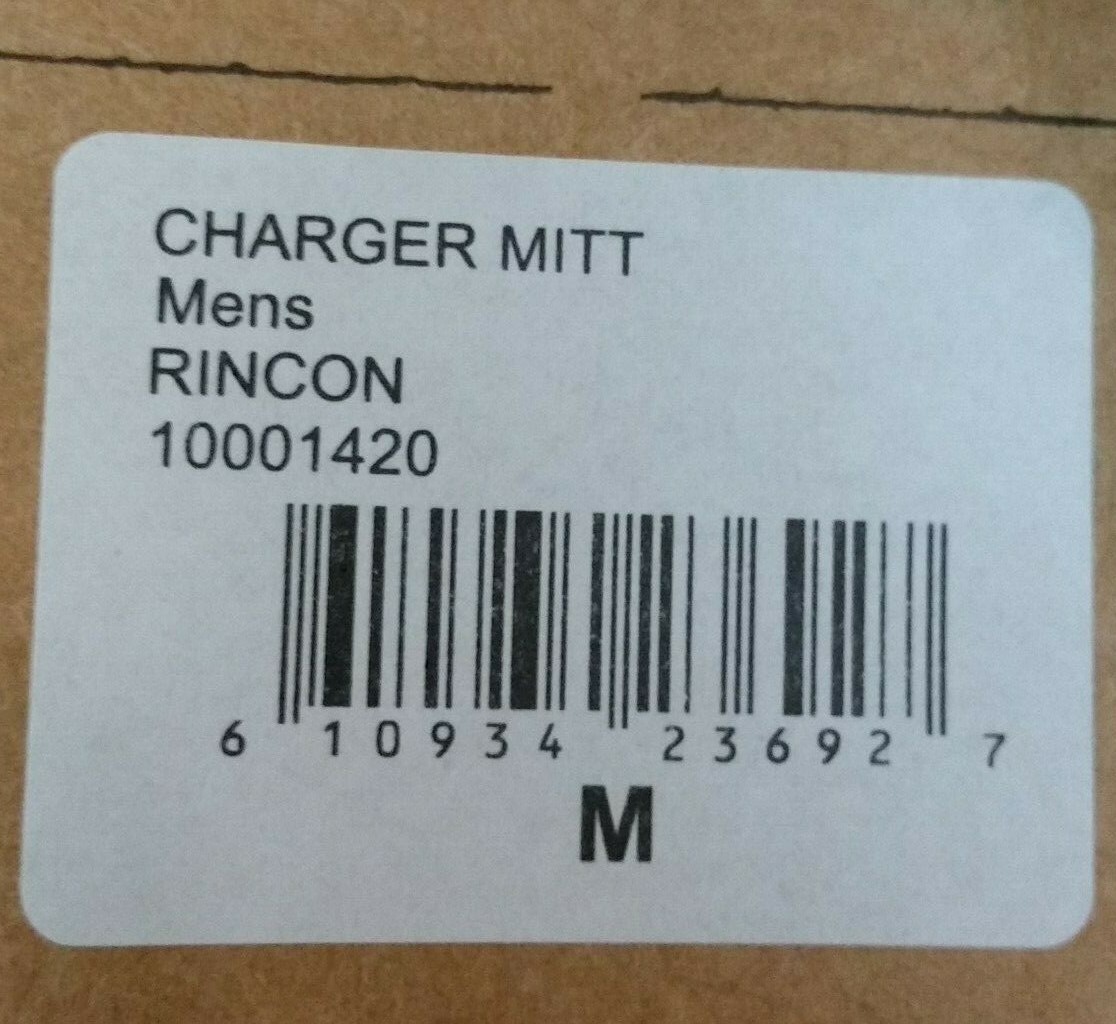 CHARGER MITT
Mens
RINCON
10001420
6 10934 23692 7
M